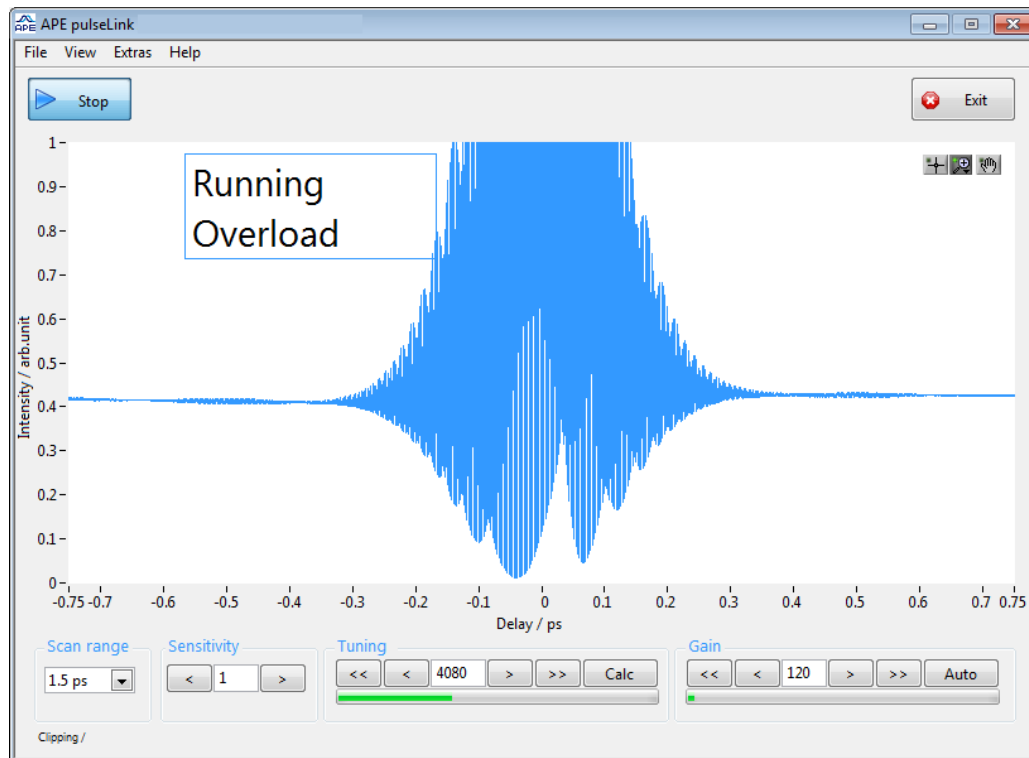 APE APE pulseLink
File View Extras Help
Stop
Exit
Running
Overload
1
0.9
0.8
0.7
0.6
0.5
0.4
0.3
0.2
0.1
0
Intensity / arb.unit
-0.75 -0.7 -0.6 -0.5 -0.4 -0.3 -0.2 -0.1 0 0.1 0.2 0.3 0.4 0.5 0.6 0.7 0.75
Delay / ps
Scan range
1.5 ps
Sensitivity
< 1 >
Tuning
<< < 4080 > >> Calc
Gain
<< < 120 > >> Auto
Clipping /